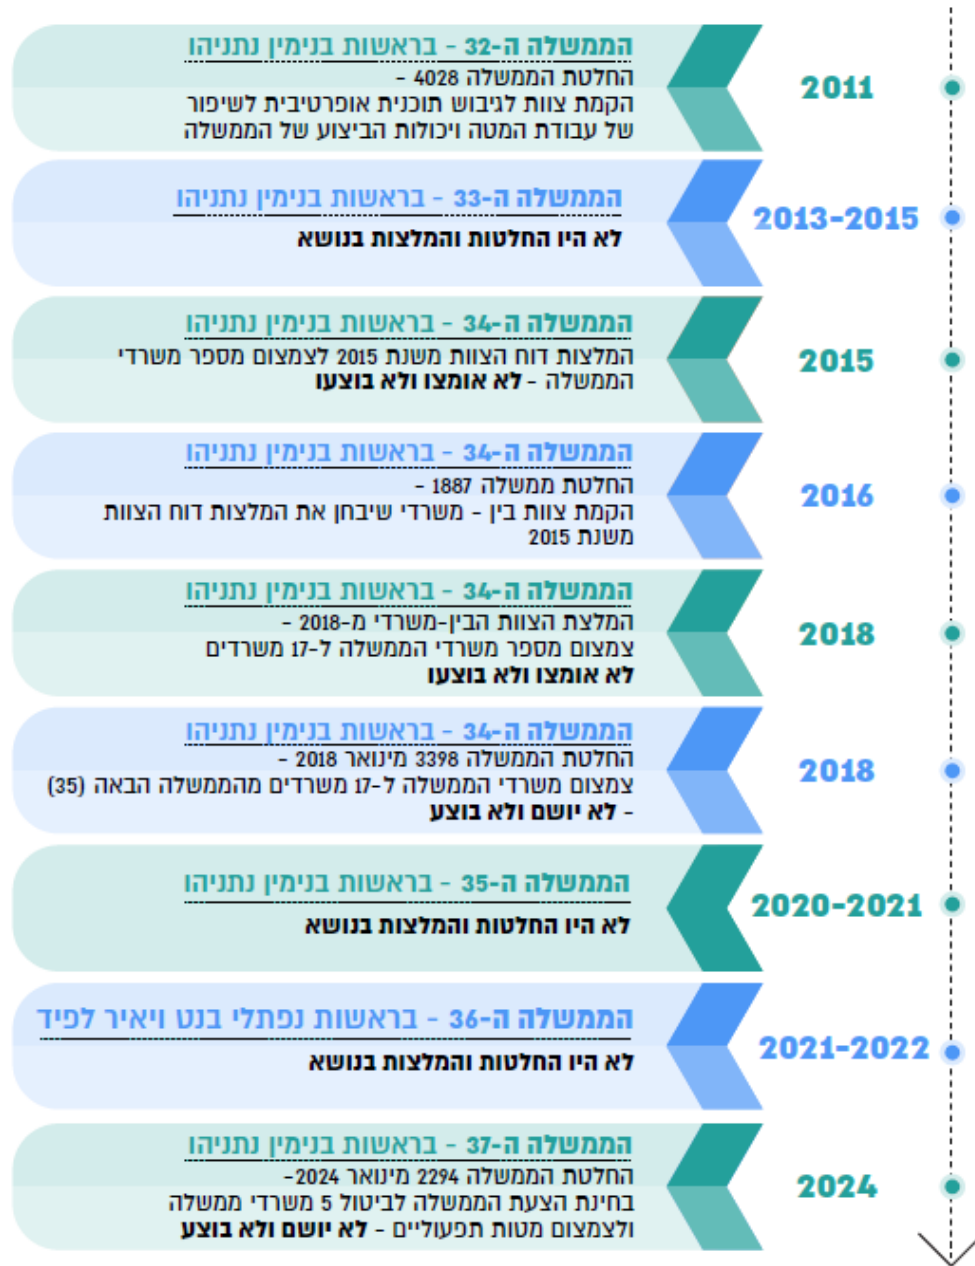 2011
הממשלה ה-32 - בראשות בנימין נתניהו
החלטת הממשלה 4028 -
הקמת צוות לגיבוש תוכנית אופרטיבית לשיפור
של עבודת המטה ויכולות הביצוע של הממשלה
2013-2015
הממשלה ה-33 - בראשות בנימין נתניהו
לא היו החלטות והמלצות בנושא
2015
הממשלה ה-34 - בראשות בנימין נתניהו
המלצות דוח הצוות משנת 2015 לצמצום מספר משרדי
הממשלה - לא אומצו ולא בוצעו
2016
הממשלה ה-34 - בראשות בנימין נתניהו
החלטת ממשלה 1887 -
הקמת צוות בין - משרדי שיבחן את המלצות דוח הצוות
משנת 2015
2018
הממשלה ה-34 - בראשות בנימין נתניהו
המלצת הצוות הבין-משרדי מ-2018 -
צמצום מספר משרדי הממשלה ל-17 משרדים
לא אומצו ולא בוצעו
2018
הממשלה ה-34 - בראשות בנימין נתניהו
החלטת הממשלה 3398 מינואר 2018 -
צמצום משרדי הממשלה ל-17 משרדים מהממשלה הבאה (35)
- לא יושם ולא בוצע
2020-2021
הממשלה ה-35 - בראשות בנימין נתניהו
לא היו החלטות והמלצות בנושא
2021-2022
הממשלה ה-36 - בראשות נפתלי בנט ויאיר לפיד
לא היו החלטות והמלצות בנושא
2024
הממשלה ה-37 - בראשות בנימין נתניהו
החלטת הממשלה 2294 מינואר 2024-
בחינת הצעת הממשלה לביטול 5 משרדי ממשלה
ולצמצום מטות תפעוליים - לא יושם ולא בוצע